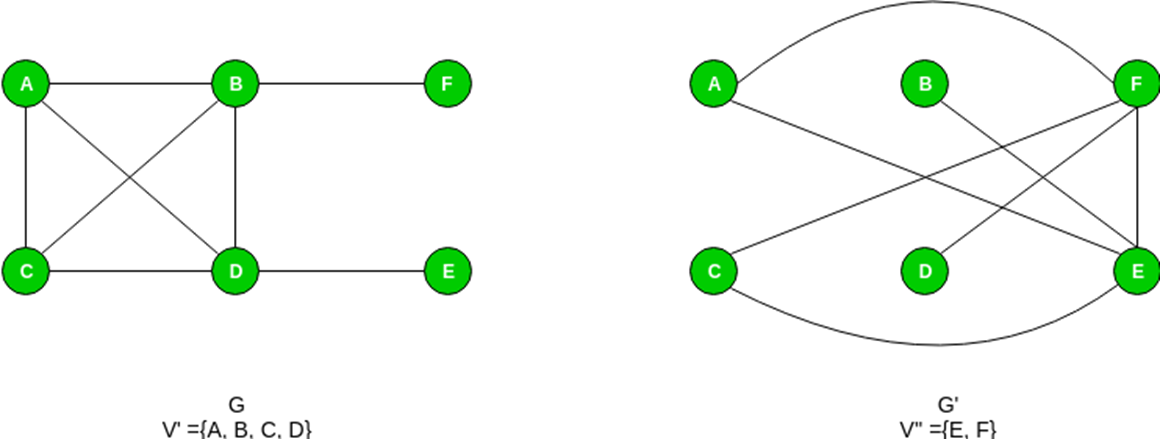 A B F
C D E
A B F
C D E
G
V' ={A, B, C, D}
G'
V'' ={E, F}